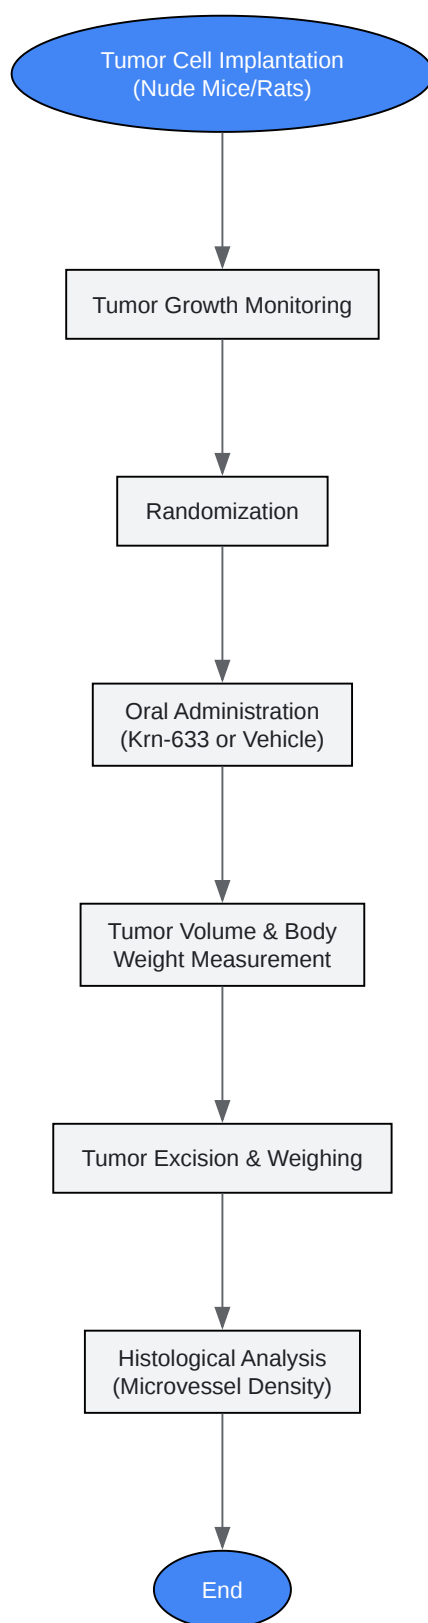 Tumor Cell Implantation
(Nude Mice/Rats)
Tumor Growth Monitoring
Randomization
Oral Administration
(Krn-633 or Vehicle)
Tumor Volume & Body
Weight Measurement
Tumor Excision & Weighing
Histological Analysis
(Microvessel Density)
End